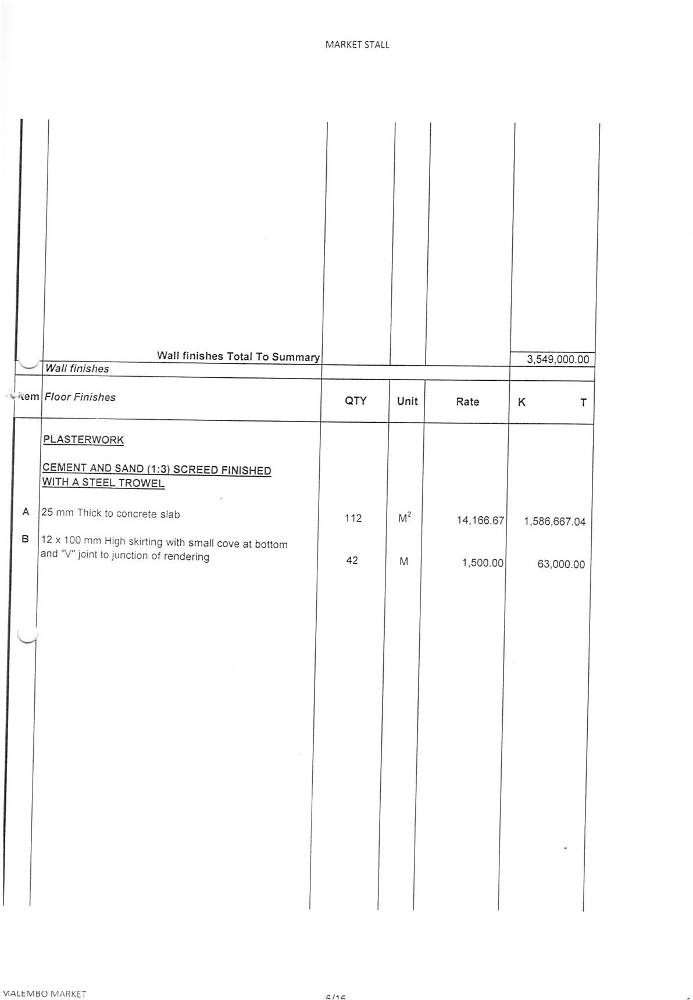 MARKET STALL
Wall finishes Total To Summary 3,549,000.00
Wall finishes
Item Floor Finishes QTY Unit Rate K T
PLASTERWORK
CEMENT AND SAND (1:3) SCREED FINISHED
WITH A STEEL TROWEL
A 25 mm Thick to concrete slab 112 M² 14,166.67 1,586,667.04
B 12 x 100 mm High skirting with small cove at bottom
and "V" joint to junction of rendering 42 M 1,500.00 63,000.00
-
MALEMBO MARKET 6/16